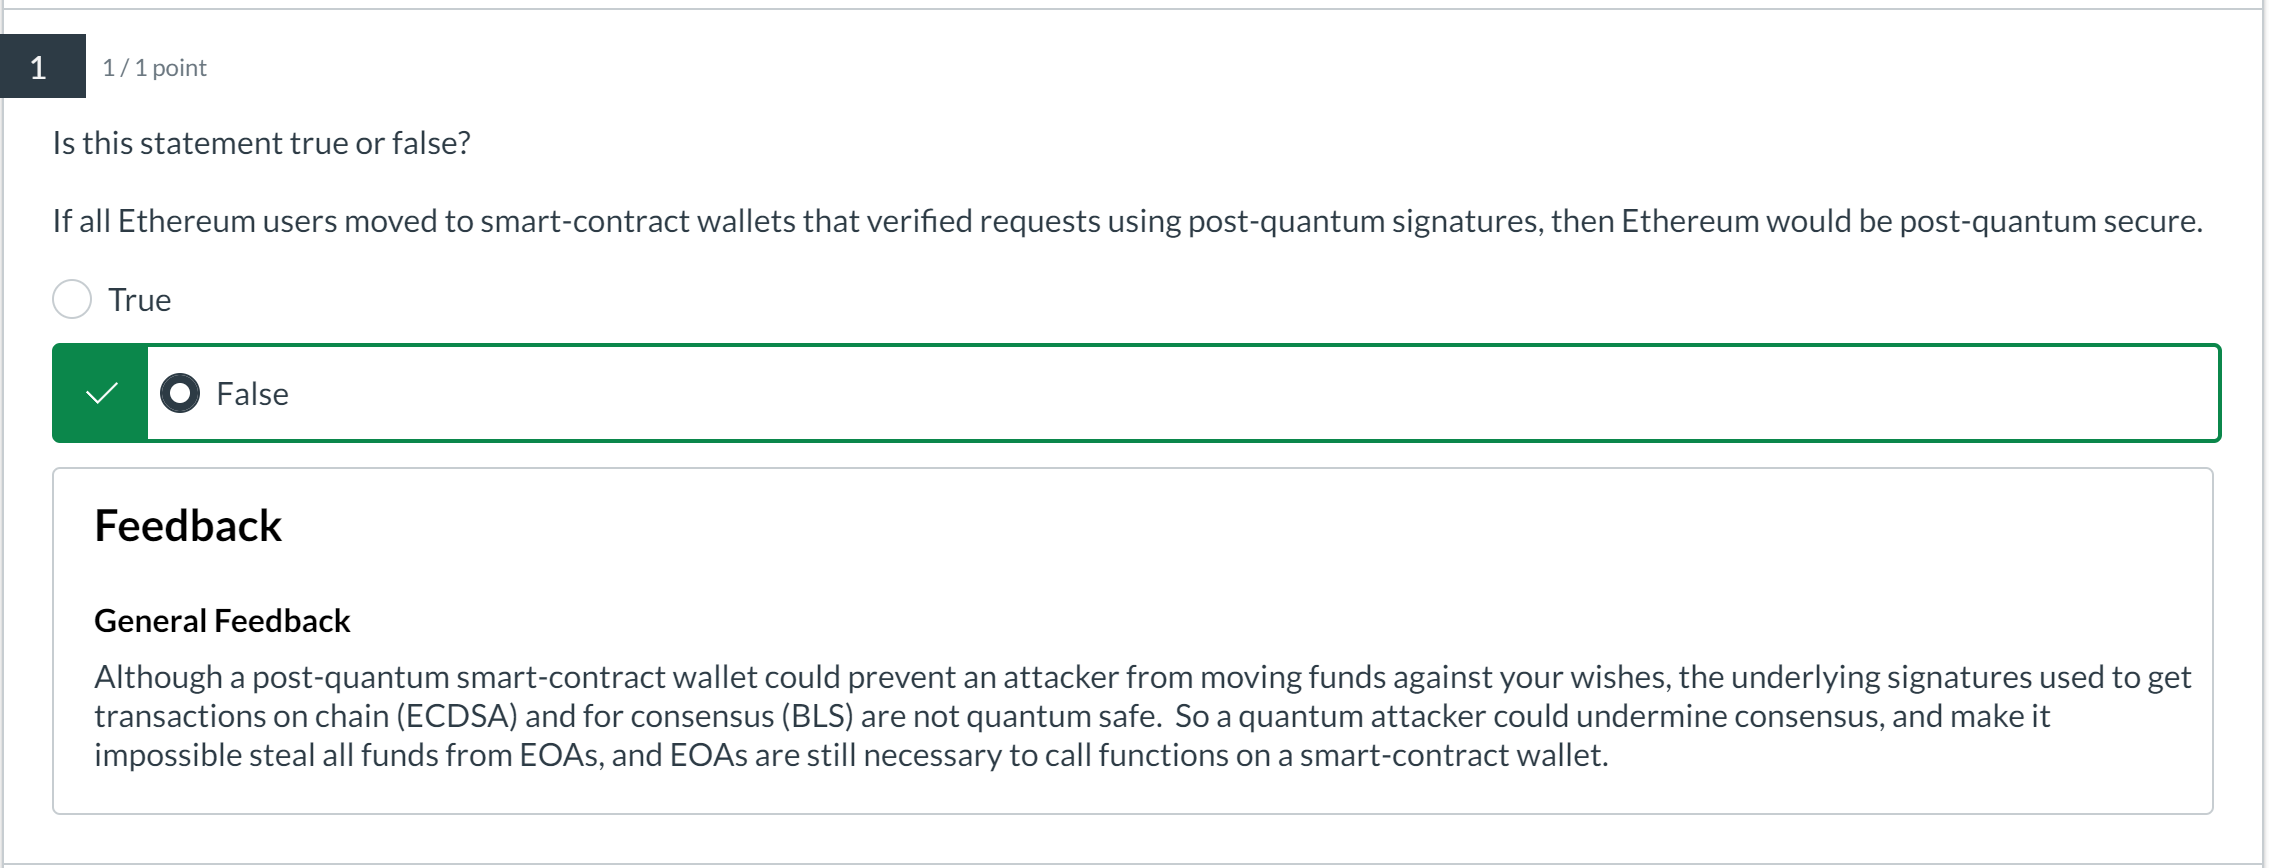 1
1 / 1 point
Is this statement true or false?
If all Ethereum users moved to smart-contract wallets that verified requests using post-quantum signatures, then Ethereum would be post-quantum secure.
True
False
Feedback
General Feedback
Although a post-quantum smart-contract wallet could prevent an attacker from moving funds against your wishes, the underlying signatures used to get
transactions on chain (ECDSA) and for consensus (BLS) are not quantum safe.  So a quantum attacker could undermine consensus, and make it
impossible steal all funds from EOAs, and EOAs are still necessary to call functions on a smart-contract wallet.